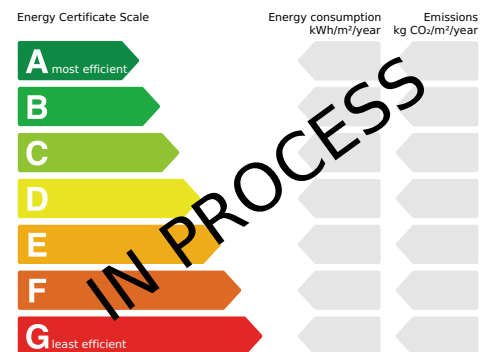 Energy Certificate Scale
Energy consumption
kWh/m²/year
Emissions
kg CO₂/m²/year
A most efficient
B
C
D
E
F
G least efficient
IN PROCESS